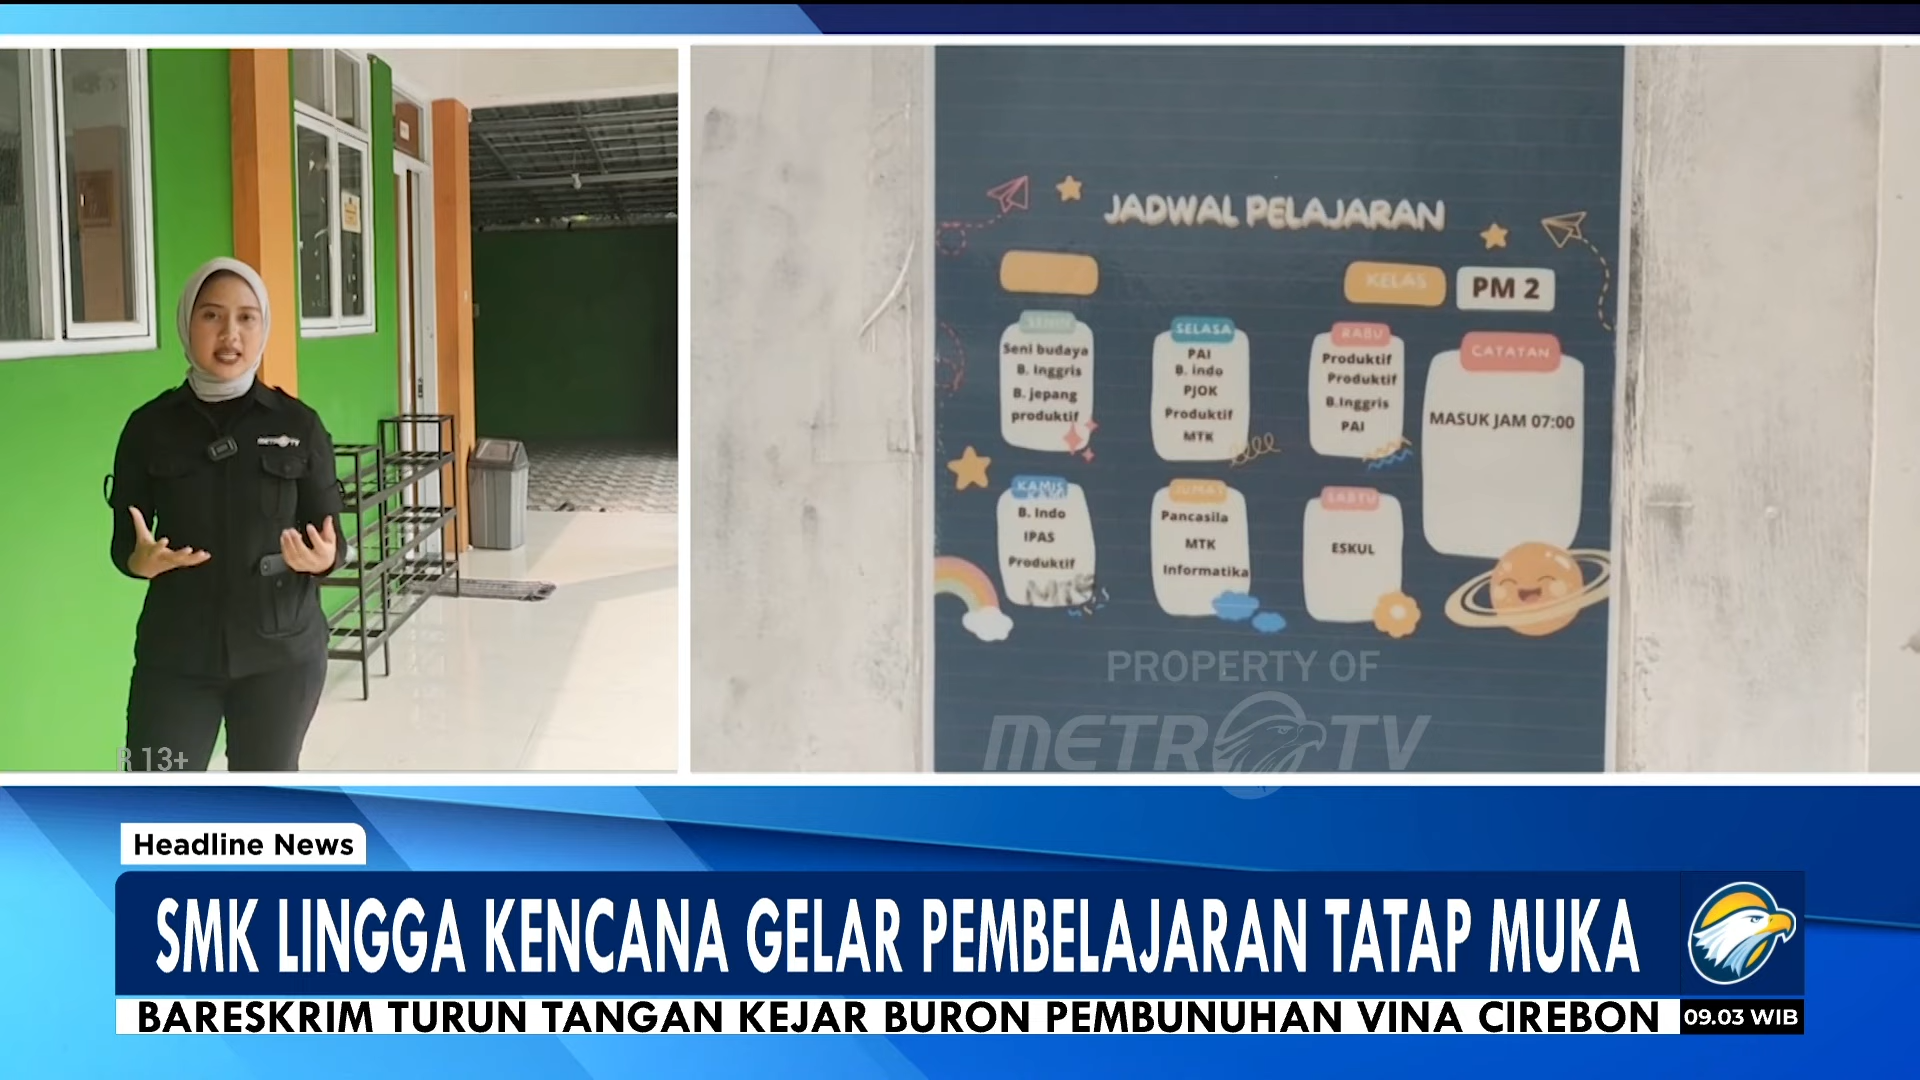 METRO TV
JADWAL PELAJARAN
KELAS
PM 2
SENIN
Seni budaya
B. Inggris
B. jepang
produktif
SELASA
PAI
B. indo
PJOK
Produktif
MTK
RABU
Produktif
Produktif
B.Inggris
PAI
CATATAN
MASUK JAM 07:00
KAMIS
B. Indo
IPAS
Produktif
JUMAT
Pancasila
MTK
Informatika
SABTU
ESKUL
PROPERTY OF
METRO TV
R 13+
Headline News
SMK LINGGA KENCANA GELAR PEMBELAJARAN TATAP MUKA
BARESKRIM TURUN TANGAN KEJAR BURON PEMBUNUHAN VINA CIREBON
09.03 WIB